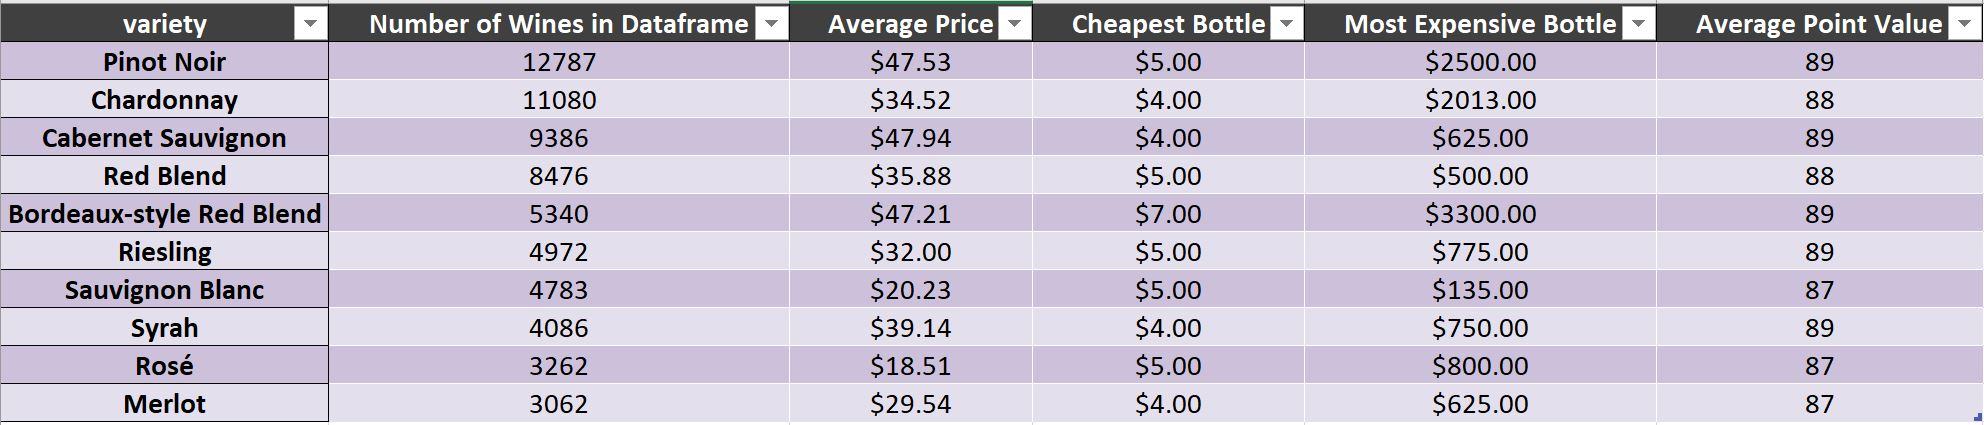 variety Number of Wines in Dataframe Average Price Cheapest Bottle Most Expensive Bottle Average Point Value
Pinot Noir 12787 $47.53 $5.00 $2500.00 89
Chardonnay 11080 $34.52 $4.00 $2013.00 88
Cabernet Sauvignon 9386 $47.94 $4.00 $625.00 89
Red Blend 8476 $35.88 $5.00 $500.00 88
Bordeaux-style Red Blend 5340 $47.21 $7.00 $3300.00 89
Riesling 4972 $32.00 $5.00 $775.00 89
Sauvignon Blanc 4783 $20.23 $5.00 $135.00 87
Syrah 4086 $39.14 $4.00 $750.00 89
Rosé 3262 $18.51 $5.00 $800.00 87
Merlot 3062 $29.54 $4.00 $625.00 87